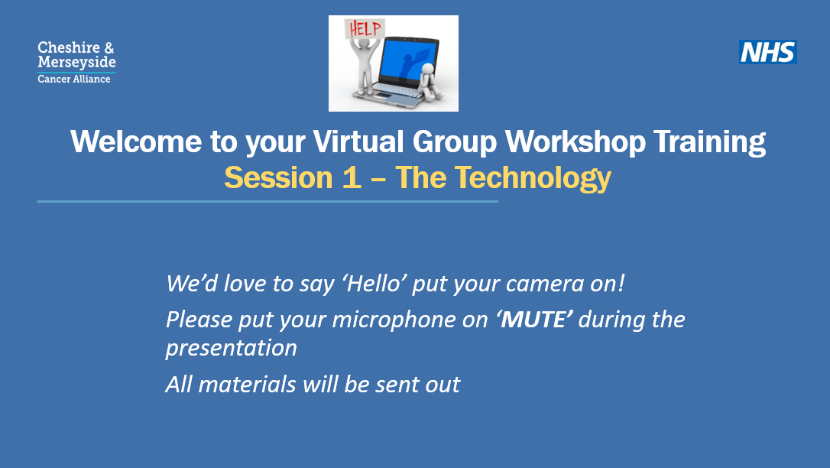 HELP
Cheshire &
Merseyside
Cancer Alliance
NHS
Welcome to your Virtual Group Workshop Training
Session 1 – The Technology
We’d love to say ‘Hello’ put your camera on!
Please put your microphone on ‘MUTE’ during the
presentation
All materials will be sent out